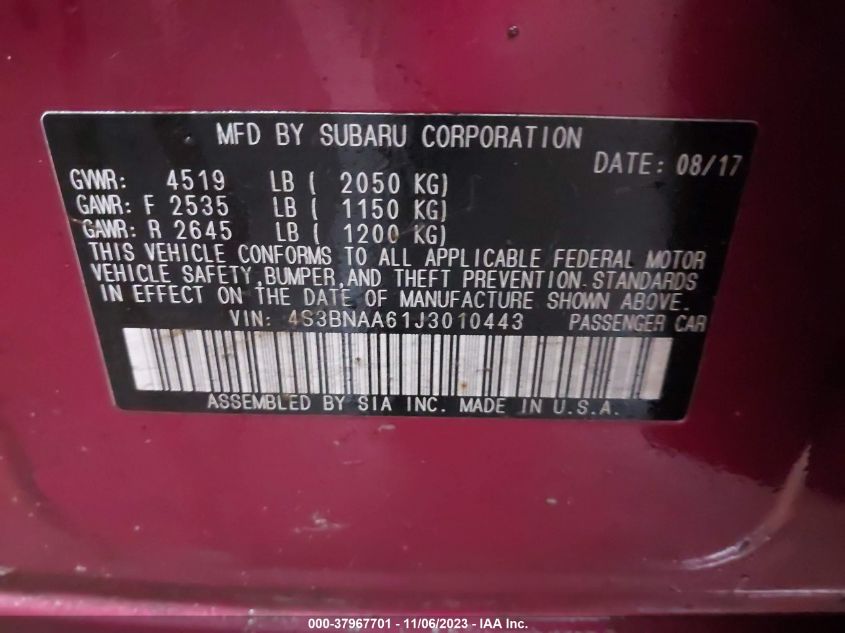 MFD BY SUBARU CORPORATION
DATE: 08/17
GVWR: 4519 LB ( 2050 KG)
GAWR: F 2535 LB ( 1150 KG)
GAWR: R 2645 LB ( 1200 KG)
THIS VEHICLE CONFORMS TO ALL APPLICABLE FEDERAL MOTOR
VEHICLE SAFETY, BUMPER, AND THEFT PREVENTION STANDARDS
IN EFFECT ON THE DATE OF MANUFACTURE SHOWN ABOVE.
VIN: 4S3BNAA61J3010443 PASSENGER CAR
ASSEMBLED BY SIA INC. MADE IN U.S.A.
000-37967701 - 11/06/2023 - IAA Inc.